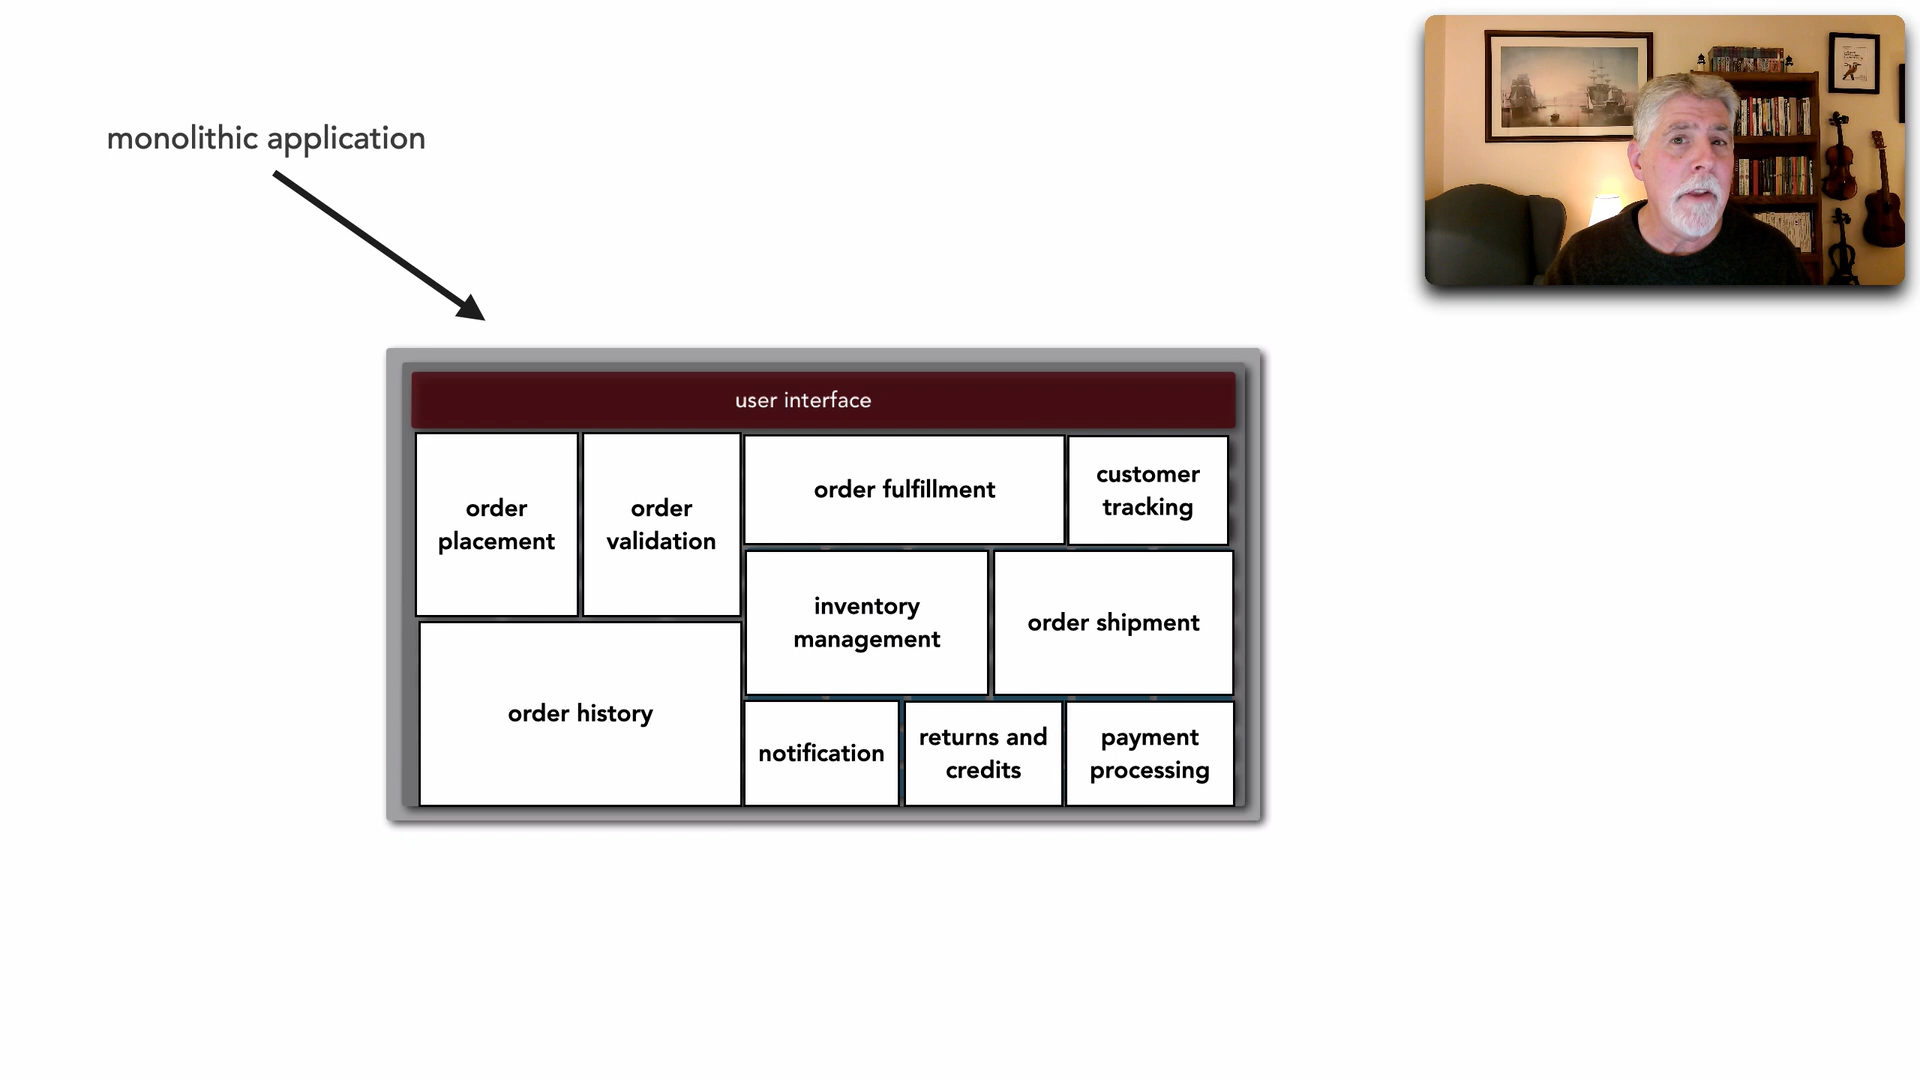 monolithic application
user interface
order
placement
order
validation
order fulfillment
customer
tracking
inventory
management
order shipment
order history
notification
returns and
credits
payment
processing